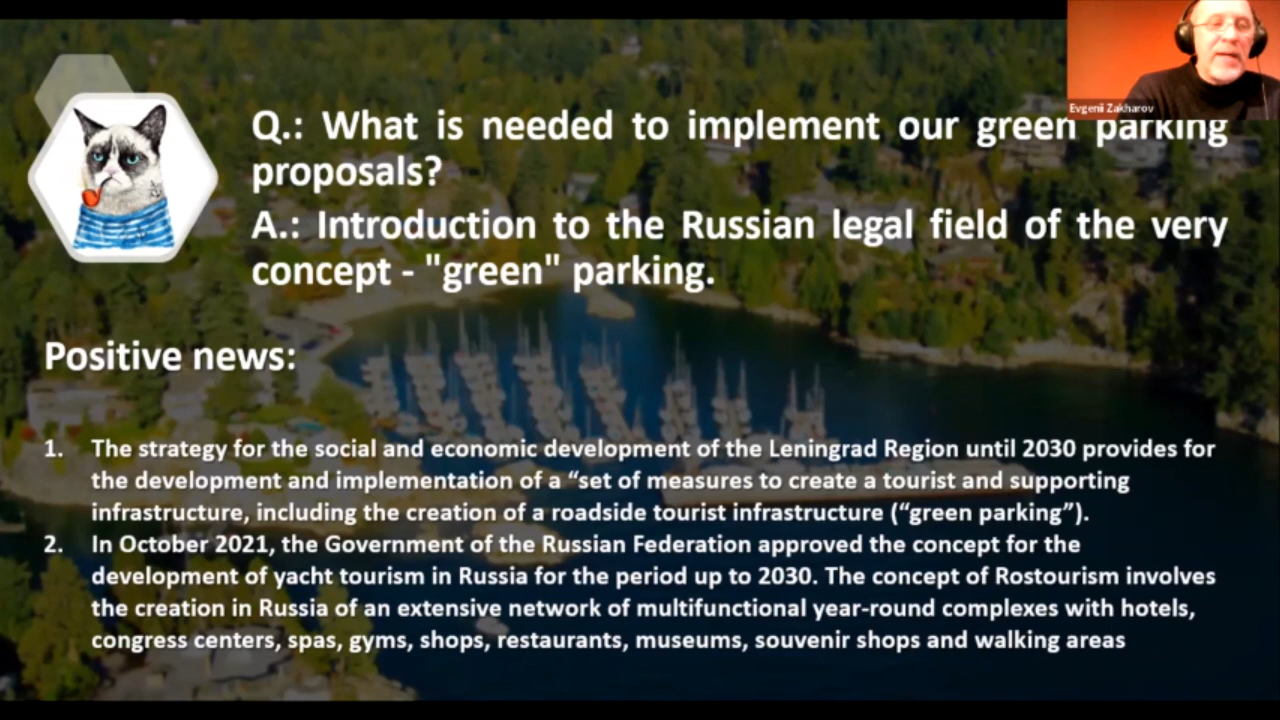 Evgenii Zakharov
Q.: What is needed to implement our green parking
proposals?
A.: Introduction to the Russian legal field of the very
concept - "green" parking.
Positive news:
1. The strategy for the social and economic development of the Leningrad Region until 2030 provides for
the development and implementation of a “set of measures to create a tourist and supporting
infrastructure, including the creation of a roadside tourist infrastructure (“green parking”).
2. In October 2021, the Government of the Russian Federation approved the concept for the
development of yacht tourism in Russia for the period up to 2030. The concept of Rostourism involves
the creation in Russia of an extensive network of multifunctional year-round complexes with hotels,
congress centers, spas, gyms, shops, restaurants, museums, souvenir shops and walking areas